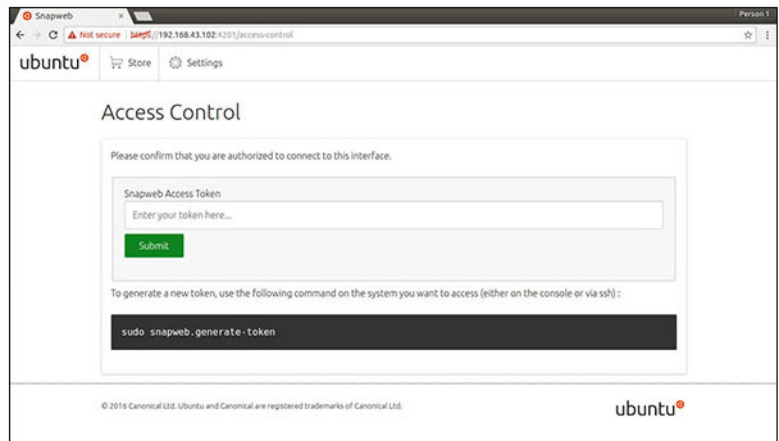 Snapweb
Person 1
Not secure | https://192.168.43.102:4201/access-control
ubuntu Store Settings
Access Control
Please confirm that you are authorized to connect to this interface.
Snapweb Access Token
Enter your token here...
Submit
To generate a new token, use the following command on the system you want to access (either on the console or via ssh) :
sudo snapweb.generate-token
© 2016 Canonical Ltd. Ubuntu and Canonical are registered trademarks of Canonical Ltd.
ubuntu